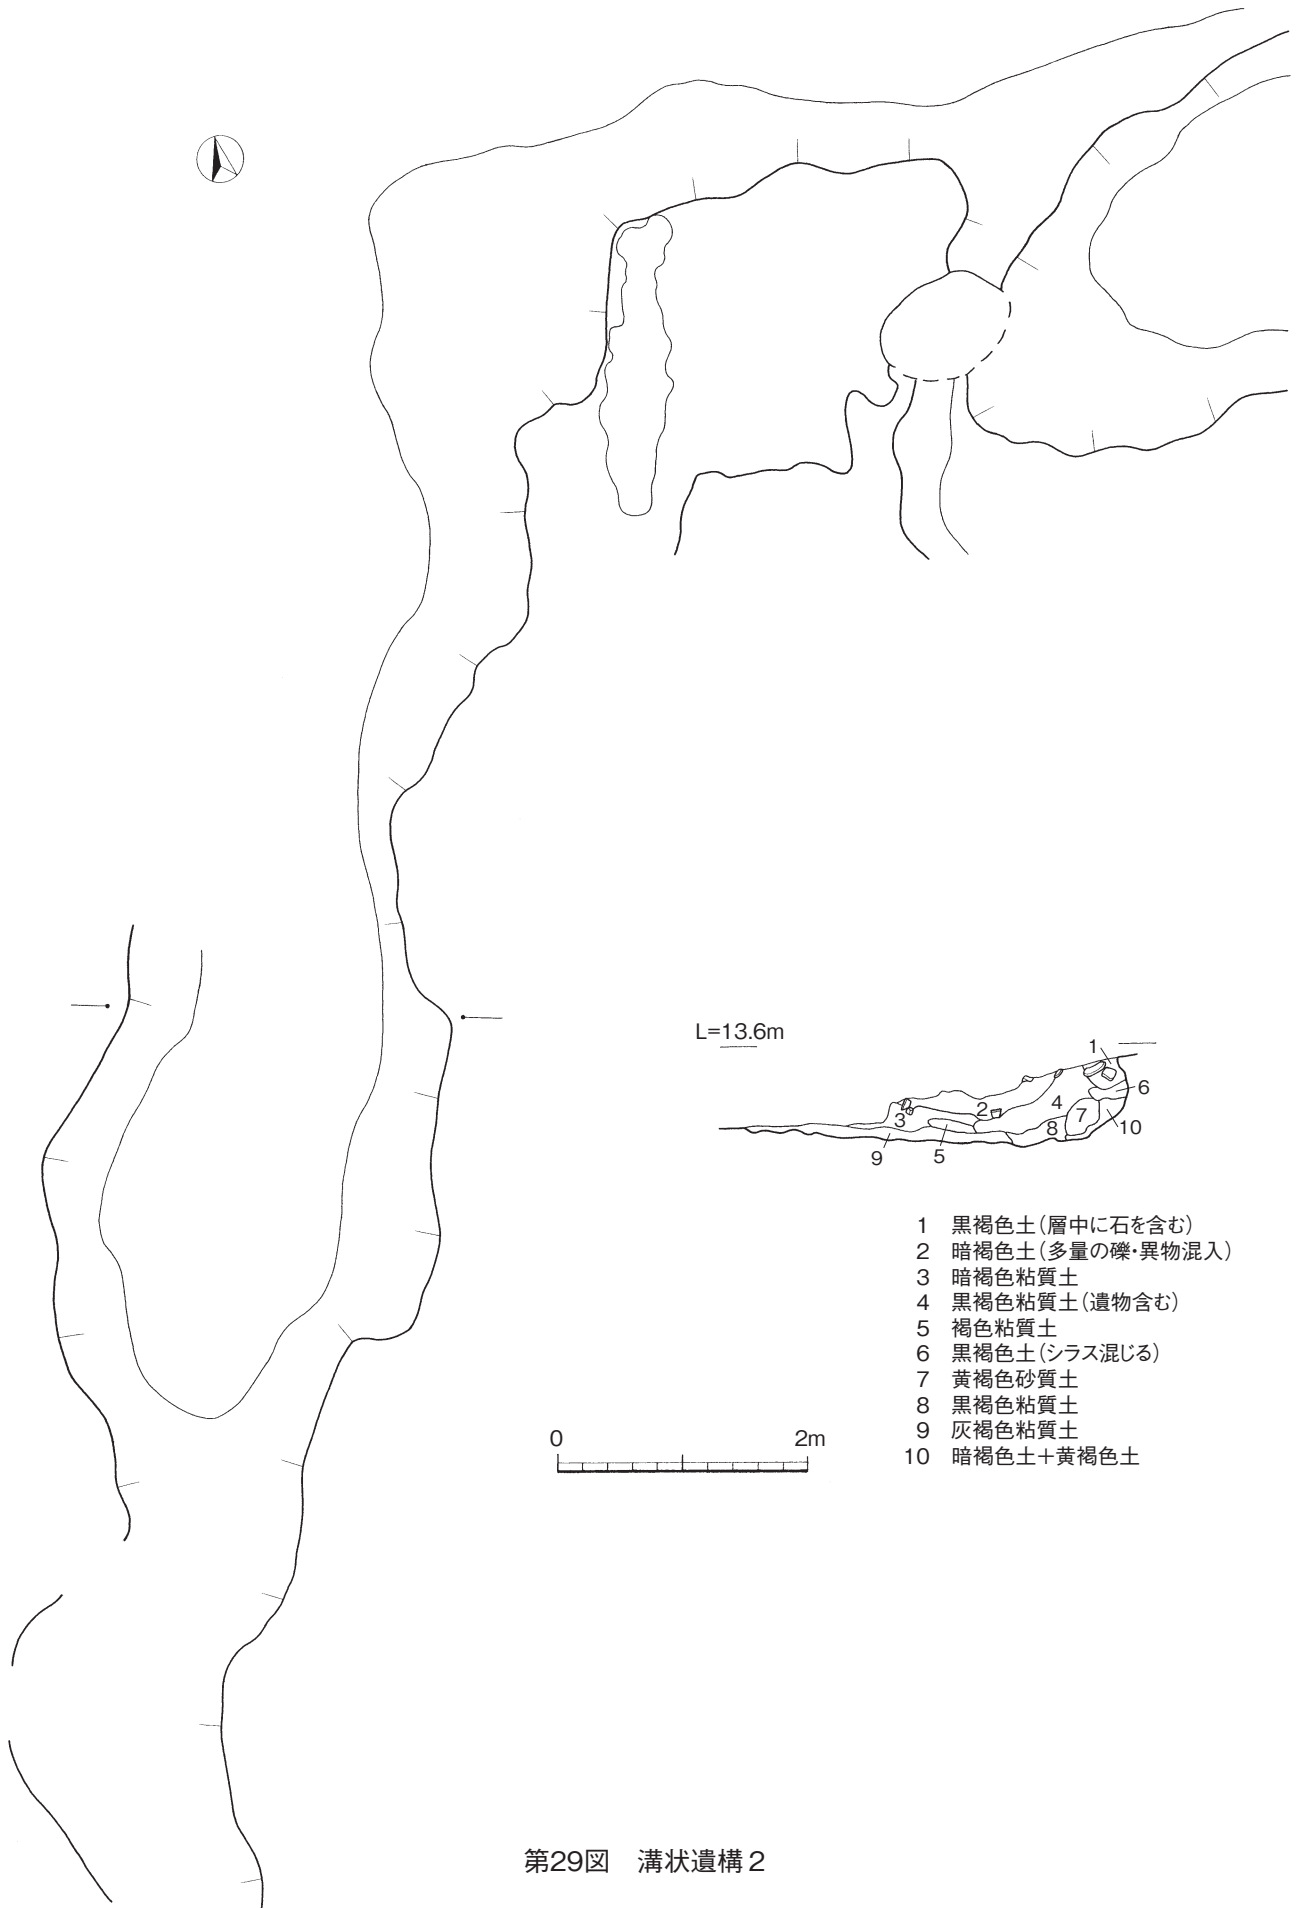 L=13.6m
1
2
3
4
5
6
7
8
9
10
1 黒褐色土(層中に石を含む)
2 暗褐色土(多量の礫・異物混入)
3 暗褐色粘質土
4 黒褐色粘質土(遺物含む)
5 褐色粘質土
6 黒褐色土(シラス混じる)
7 黄褐色砂質土
8 黒褐色粘質土
9 灰褐色粘質土
10 暗褐色土+黄褐色土
0 2m
第29図 溝状遺構2